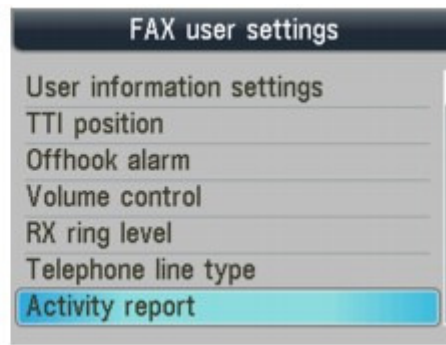 FAX user settings
User information settings
TTI position
Offhook alarm
Volume control
RX ring level
Telephone line type
Activity report